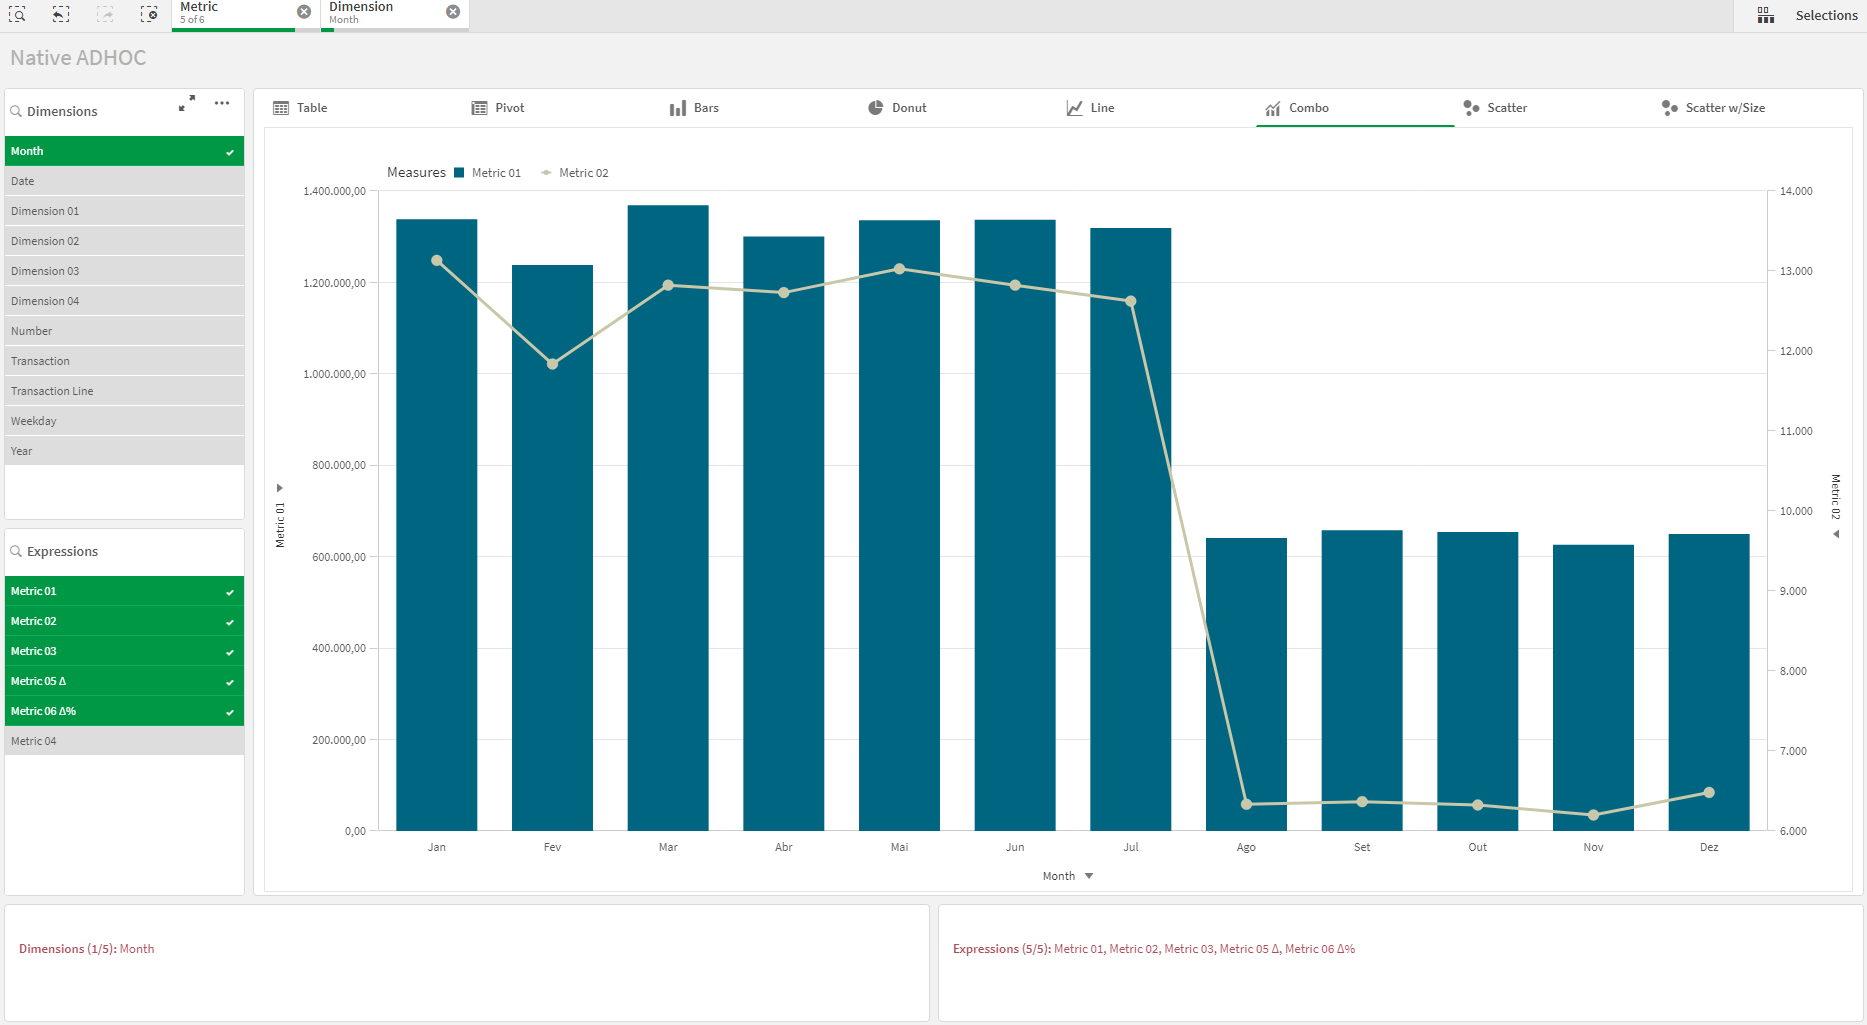 Metric
5 of 6
Dimension
Month
Selections
Native ADHOC
Dimensions
Month
Date
Dimension 01
Dimension 02
Dimension 03
Dimension 04
Number
Transaction
Transaction Line
Weekday
Year
Expressions
Metric 01
Metric 02
Metric 03
Metric 05 Δ
Metric 06 Δ%
Metric 04
Table
Pivot
Bars
Donut
Line
Combo
Scatter
Scatter w/Size
Measures Metric 01 Metric 02
1.400.000,00
1.200.000,00
1.000.000,00
800.000,00
600.000,00
400.000,00
200.000,00
0,00
Metric 01
14.000
13.000
12.000
11.000
10.000
9.000
8.000
7.000
6.000
Metric 02
Jan Fev Mar Abr Mai Jun Jul Ago Set Out Nov Dez
Month
Dimensions (1/5): Month
Expressions (5/5): Metric 01, Metric 02, Metric 03, Metric 05 Δ, Metric 06 Δ%